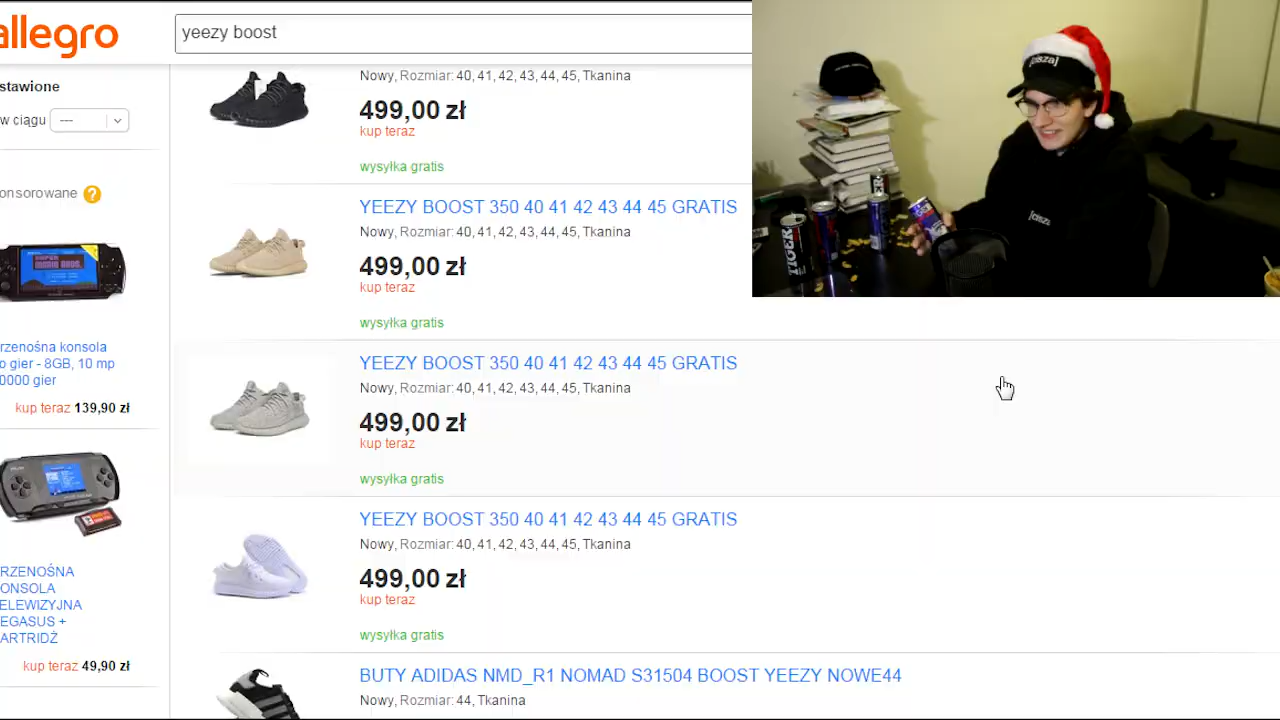 allegro
yeezy boost
stawione
w ciągu
---
onsorowane ?
rzenośna konsola
o gier - 8GB, 10 mp
0000 gier
kup teraz 139,90 zł
RZENOŚNA
ONSOLA
ELEWIZYJNA
EGASUS +
ARTRIDŻ
kup teraz 49,90 zł
Nowy, Rozmiar: 40, 41, 42, 43, 44, 45, Tkanina
499,00 zł
kup teraz
wysyłka gratis
YEEZY BOOST 350 40 41 42 43 44 45 GRATIS
Nowy, Rozmiar: 40, 41, 42, 43, 44, 45, Tkanina
499,00 zł
kup teraz
wysyłka gratis
YEEZY BOOST 350 40 41 42 43 44 45 GRATIS
Nowy, Rozmiar: 40, 41, 42, 43, 44, 45, Tkanina
499,00 zł
kup teraz
wysyłka gratis
YEEZY BOOST 350 40 41 42 43 44 45 GRATIS
Nowy, Rozmiar: 40, 41, 42, 43, 44, 45, Tkanina
499,00 zł
kup teraz
wysyłka gratis
BUTY ADIDAS NMD_R1 NOMAD S31504 BOOST YEEZY NOWE44
Nowy, Rozmiar: 44, Tkanina
[cisza]
[cisza]
TIGER